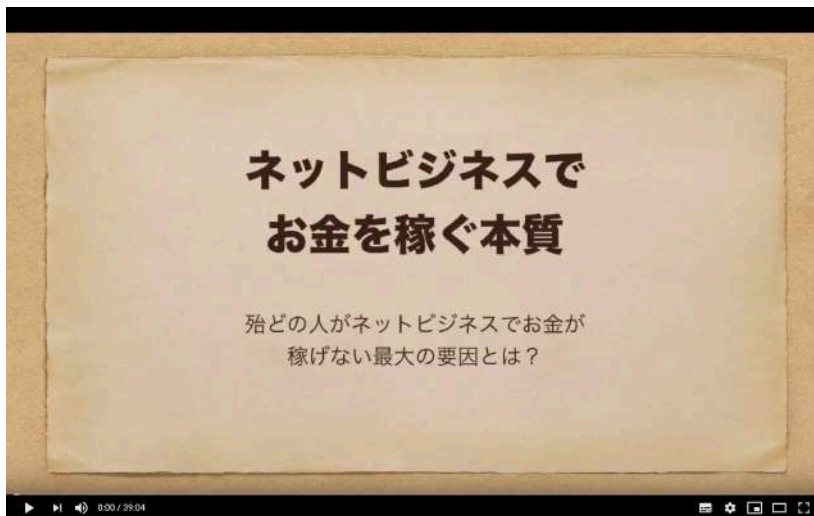 ネットビジネスで
お金を稼ぐ本質
殆どの人がネットビジネスでお金が
稼げない最大の要因とは？
0:00 / 39:04